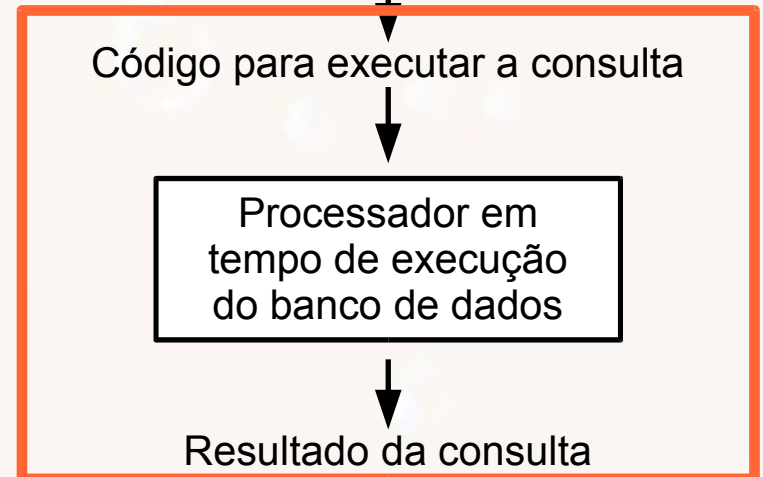 Código para executar a consulta
Processador em
tempo de execução
do banco de dados
Resultado da consulta